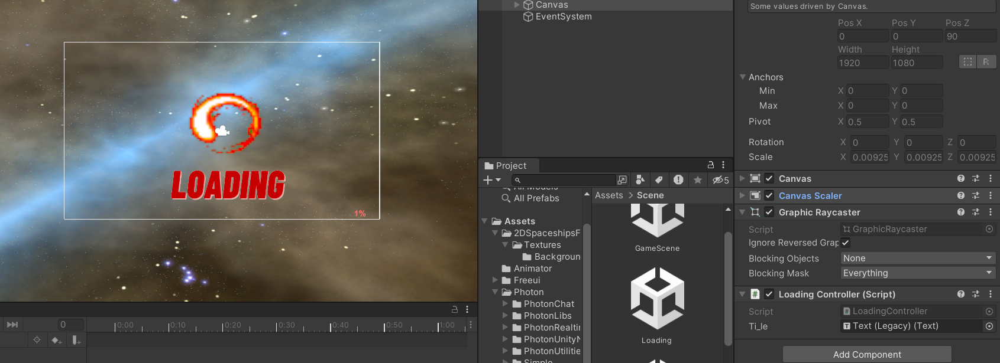 LOADING
1%
0
0:00
0:10
0:20
0:30
0:40
0:50
1:00
Canvas
EventSystem
Project
5
All Models
All Prefabs
Assets
2DSpaceshipsF
Textures
Backgroun
Animator
Freeui
Photon
PhotonChat
PhotonLibs
PhotonRealti
PhotonUnityN
PhotonUtilitie
Simple
Assets > Scene
GameScene
Loading
Some values driven by Canvas.
Pos X Pos Y Pos Z
0 0 90
Width Height
1920 1080
R
Anchors
Min X 0 Y 0
Max X 0 Y 0
Pivot X 0.5 Y 0.5
Rotation X 0 Y 0 Z 0
Scale X 0.00925 Y 0.00925 Z 0.00925
Canvas
Canvas Scaler
Graphic Raycaster
Script GraphicRaycaster
Ignore Reversed Grap
Blocking Objects None
Blocking Mask Everything
# Loading Controller (Script)
Script # LoadingController
Ti_le T Text (Legacy) (Text)
Add Component